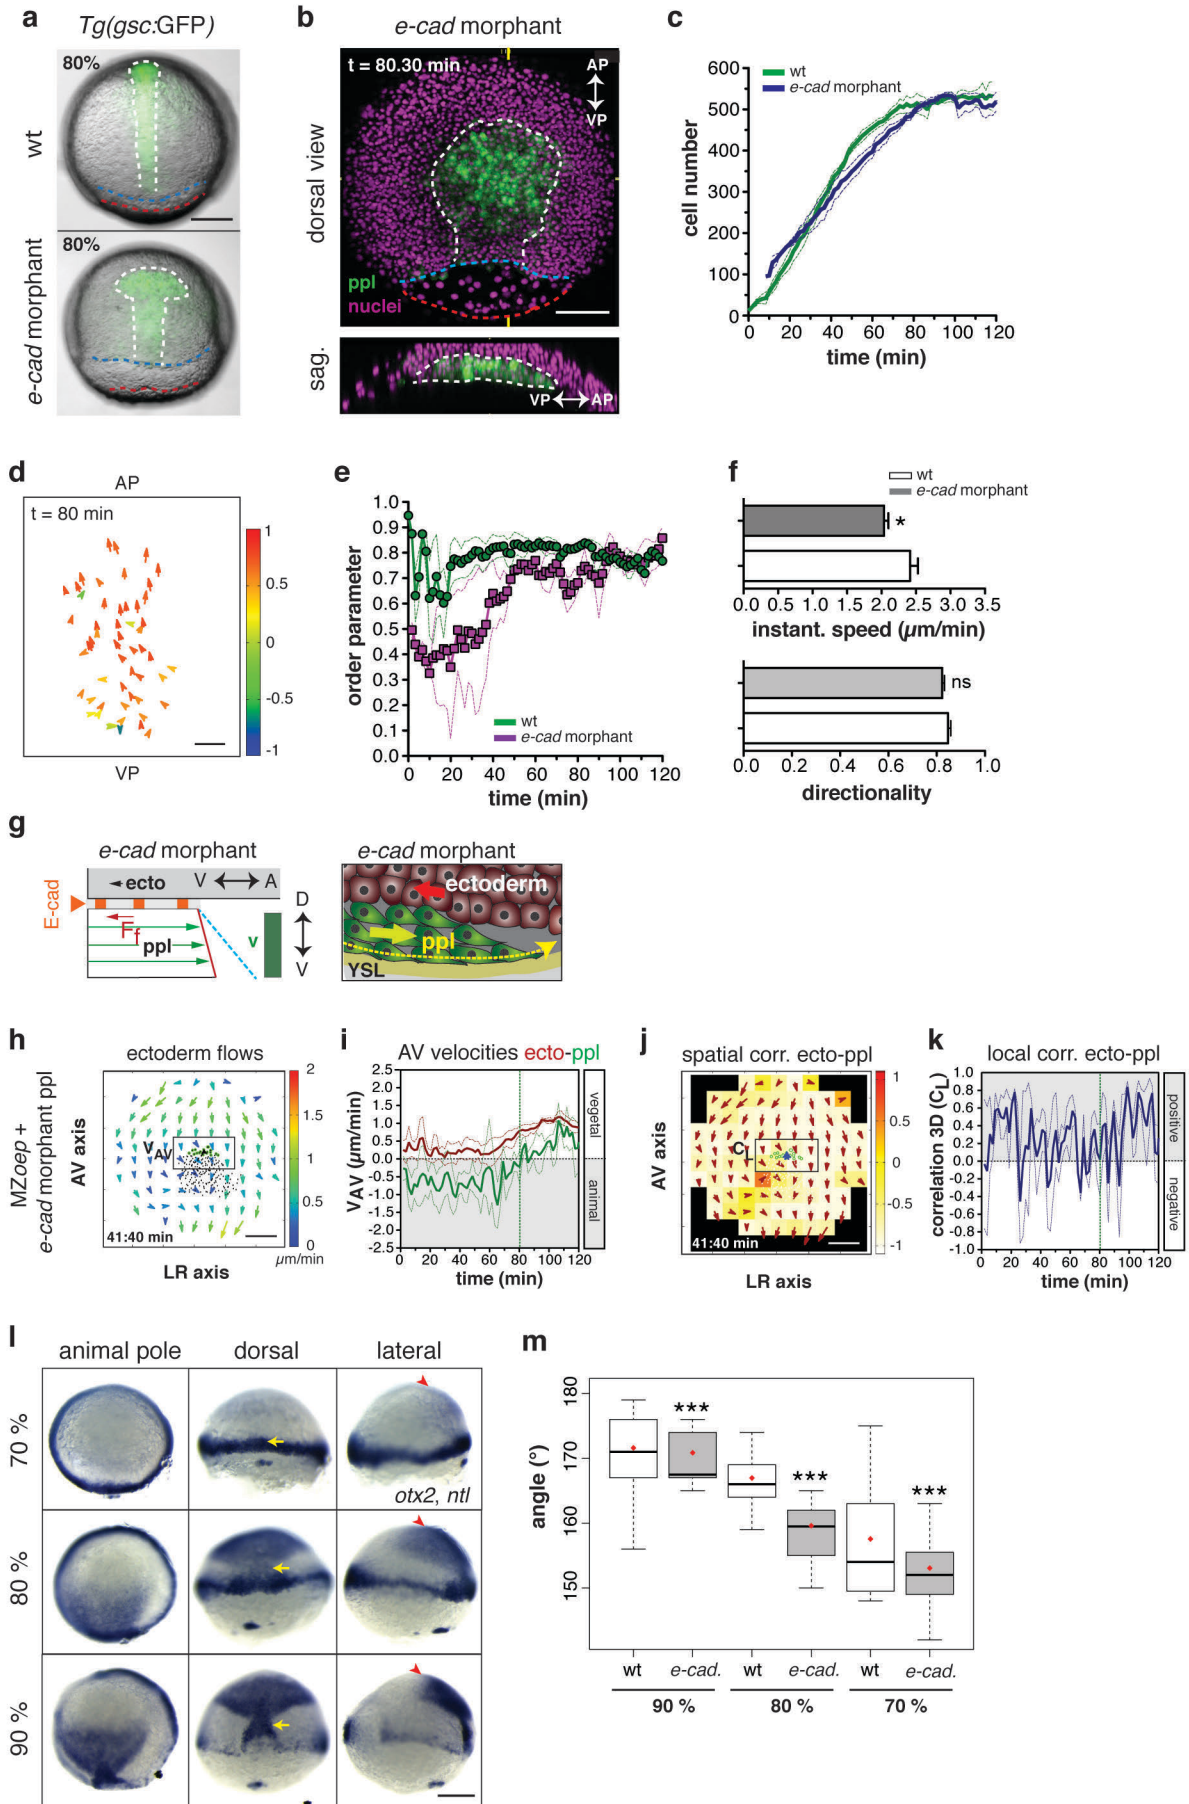 a
Tg(gsc:GFP)
80%
wt
80%
e-cad morphant
b
e-cad morphant
t = 80.30 min
AP
VP
dorsal view
ppl
nuclei
sag.
VP
AP
c
600
500
400
300
200
100
0
cell number
wt
e-cad morphant
0 20 40 60 80 100 120
time (min)
d
AP
t = 80 min
1
0.5
0
-0.5
-1
VP
e
1.0
0.9
0.8
0.7
0.6
0.5
0.4
0.3
0.2
0.1
0.0
order parameter
wt
e-cad morphant
0 20 40 60 80 100 120
time (min)
f
wt
e-cad morphant
*
0.0 0.5 1.0 1.5 2.0 2.5 3.0 3.5
instant. speed (µm/min)
ns
0.0 0.2 0.4 0.6 0.8 1.0
directionality
g
e-cad morphant
ecto
V
A
E-cad
Ff
ppl
v
D
V
e-cad morphant
ectoderm
ppl
YSL
h
MZoep +
e-cad morphant ppl
ectoderm flows
AV axis
VAV
41:40 min
LR axis
2
1.5
1
0.5
0
µm/min
i
AV velocities ecto-ppl
2.5
2.0
1.5
1.0
0.5
0.0
-0.5
-1.0
-1.5
-2.0
-2.5
VAV (µm/min)
vegetal
animal
0 20 40 60 80 100 120
time (min)
j
spatial corr. ecto-ppl
AV axis
CL
41:40 min
LR axis
1
0.5
0
-0.5
-1
k
local corr. ecto-ppl
1.0
0.8
0.6
0.4
0.2
0.0
-0.2
-0.4
-0.6
-0.8
-1.0
correlation 3D (CL)
positive
negative
0 20 40 60 80 100 120
time (min)
l
animal pole
dorsal
lateral
70 %
otx2, ntl
80 %
90 %
m
180
170
160
150
angle (°)
***
***
***
wt e-cad. wt e-cad. wt e-cad.
90 % 80 % 70 %